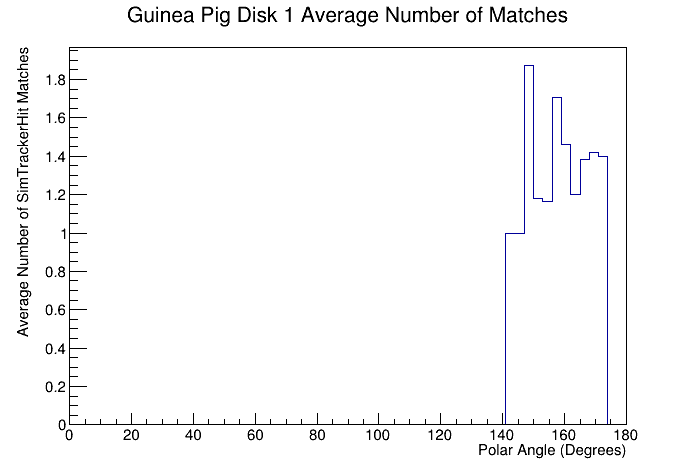 Guinea Pig Disk 1 Average Number of Matches
Average Number of SimTrackerHit Matches
1.8
1.6
1.4
1.2
1
0.8
0.6
0.4
0.2
0
0 20 40 60 80 100 120 140 160 180
Polar Angle (Degrees)